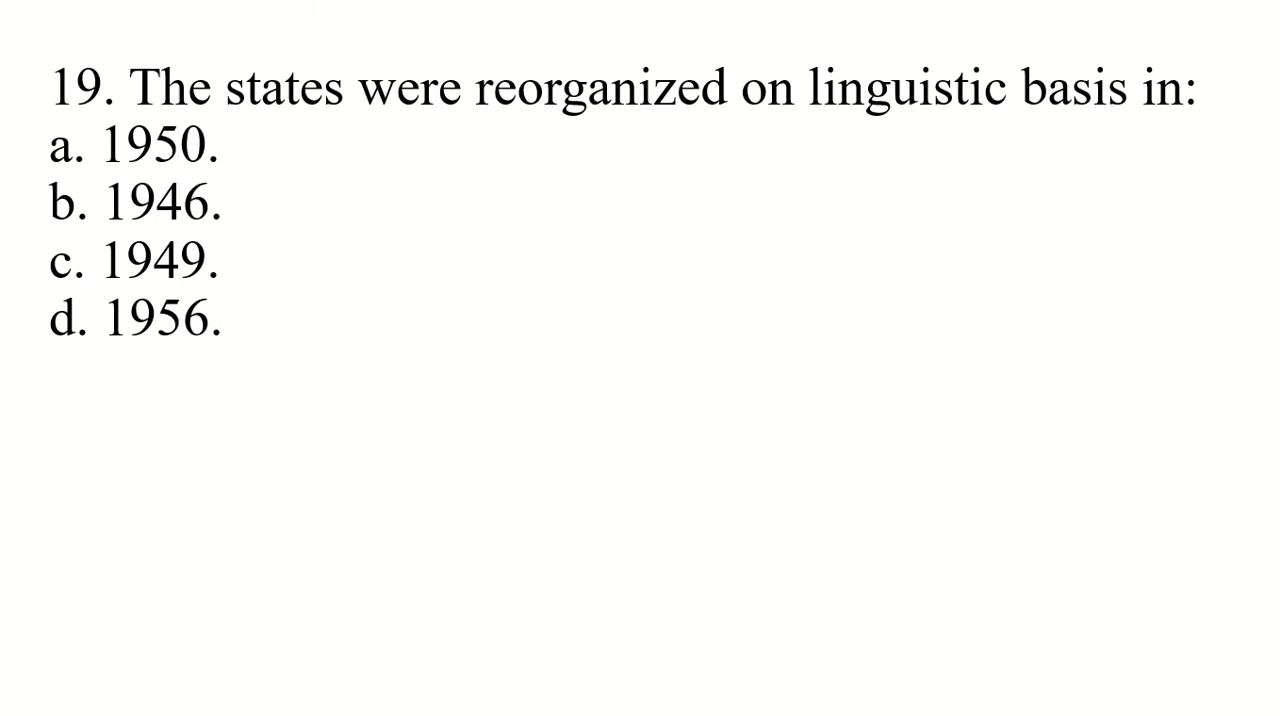 19. The states were reorganized on linguistic basis in:
a. 1950.
b. 1946.
c. 1949.
d. 1956.